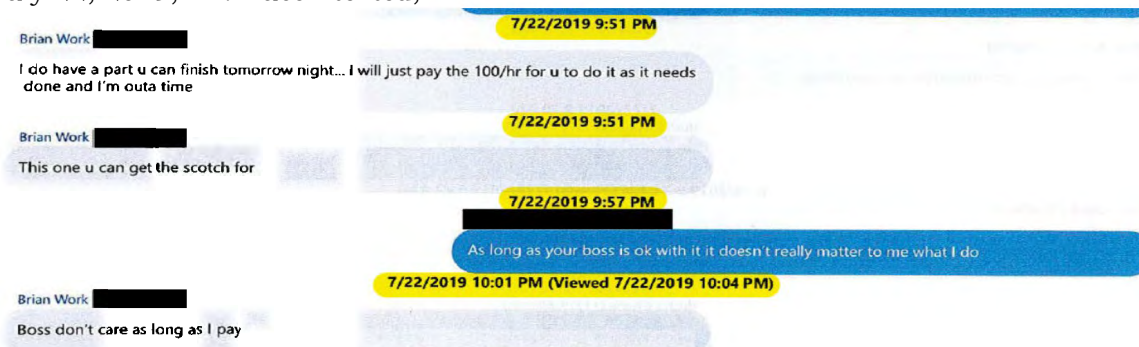 7/22/2019 9:51 PM
Brian Work
I do have a part u can finish tomorrow night... I will just pay the 100/hr for u to do it as it needs
done and I'm outa time
7/22/2019 9:51 PM
Brian Work
This one u can get the scotch for
7/22/2019 9:57 PM
As long as your boss is ok with it it doesn't really matter to me what I do
7/22/2019 10:01 PM (Viewed 7/22/2019 10:04 PM)
Brian Work
Boss don't care as long as I pay